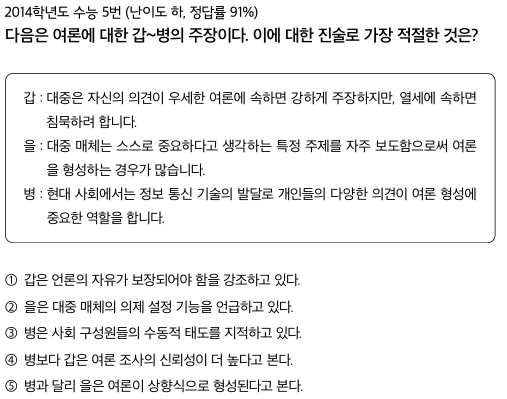 2014학년도 수능 5번 (난이도 하, 정답률 91%)
다음은 여론에 대한 갑~병의 주장이다. 이에 대한 진술로 가장 적절한 것은?
갑 : 대중은 자신의 의견이 우세한 여론에 속하면 강하게 주장하지만, 열세에 속하면
침묵하려 합니다.
을 : 대중 매체는 스스로 중요하다고 생각하는 특정 주제를 자주 보도함으로써 여론
을 형성하는 경우가 많습니다.
병 : 현대 사회에서는 정보 통신 기술의 발달로 개인들의 다양한 의견이 여론 형성에
중요한 역할을 합니다.
① 갑은 언론의 자유가 보장되어야 함을 강조하고 있다.
② 을은 대중 매체의 의제 설정 기능을 언급하고 있다.
③ 병은 사회 구성원들의 수동적 태도를 지적하고 있다.
④ 병보다 갑은 여론 조사의 신뢰성이 더 높다고 본다.
⑤ 병과 달리 을은 여론이 상향식으로 형성된다고 본다.